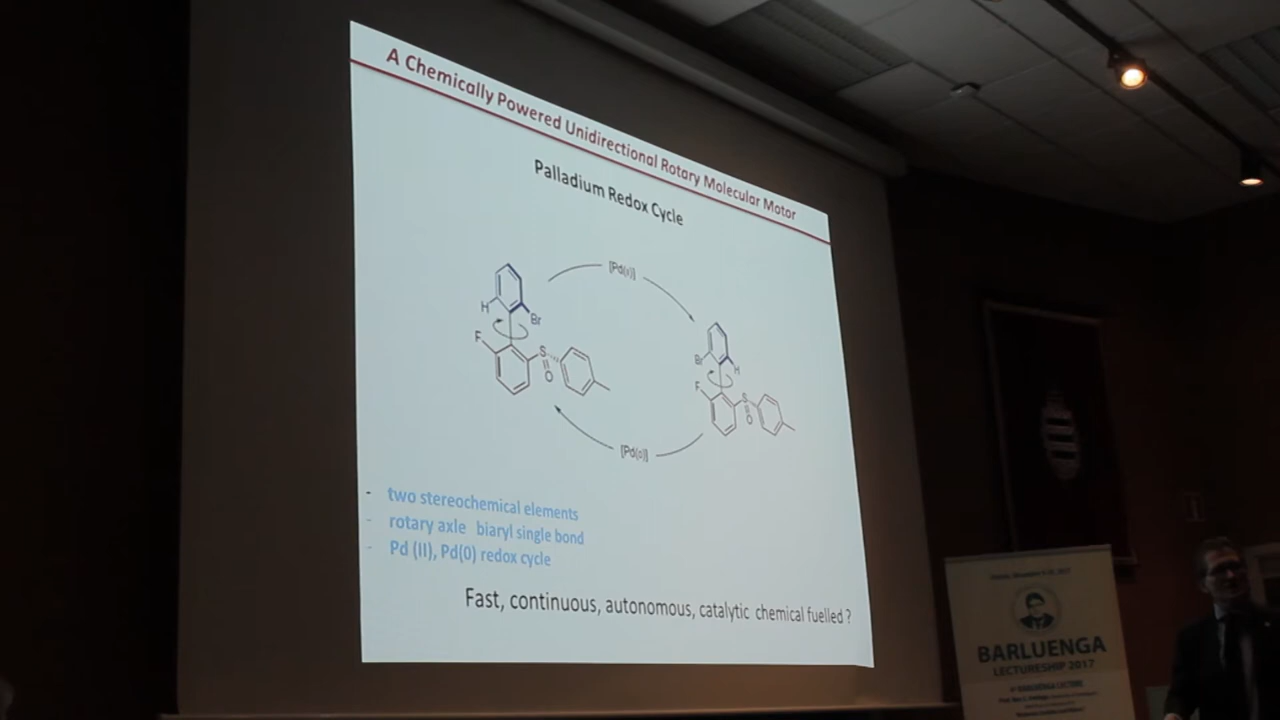 A Chemically Powered Unidirectional Rotary Molecular Motor
Palladium Redox Cycle
[Pd(II)]
H
Br
F
S
O
Br
H
F
S
O
[Pd(0)]
- two stereochemical elements
- rotary axle biaryl single bond
- Pd (II), Pd(0) redox cycle
Fast, continuous, autonomous, catalytic chemical fuelled ?
BARLUENGA
LECTURESHIP 2017
BARLUENGA LECTURE